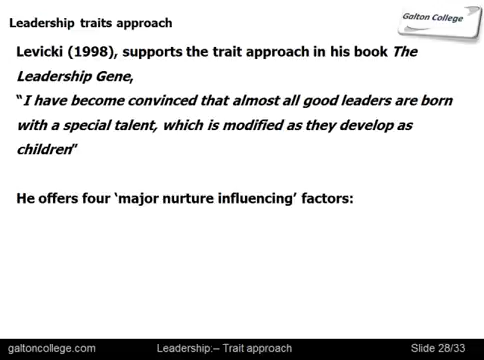 Leadership traits approach
Galton College
Levicki (1998), supports the trait approach in his book The
Leadership Gene,
"I have become convinced that almost all good leaders are born
with a special talent, which is modified as they develop as
children"
He offers four ‘major nurture influencing’ factors:
galtoncollege.com Leadership:– Trait approach Slide 28/33